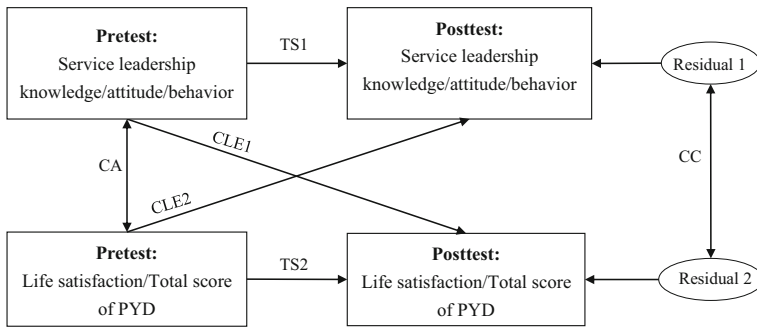 Pretest:
Service leadership
knowledge/attitude/behavior
TS1
Posttest:
Service leadership
knowledge/attitude/behavior
Residual 1
CA
CLE1
CLE2
CC
Pretest:
Life satisfaction/Total score
of PYD
TS2
Posttest:
Life satisfaction/Total score
of PYD
Residual 2